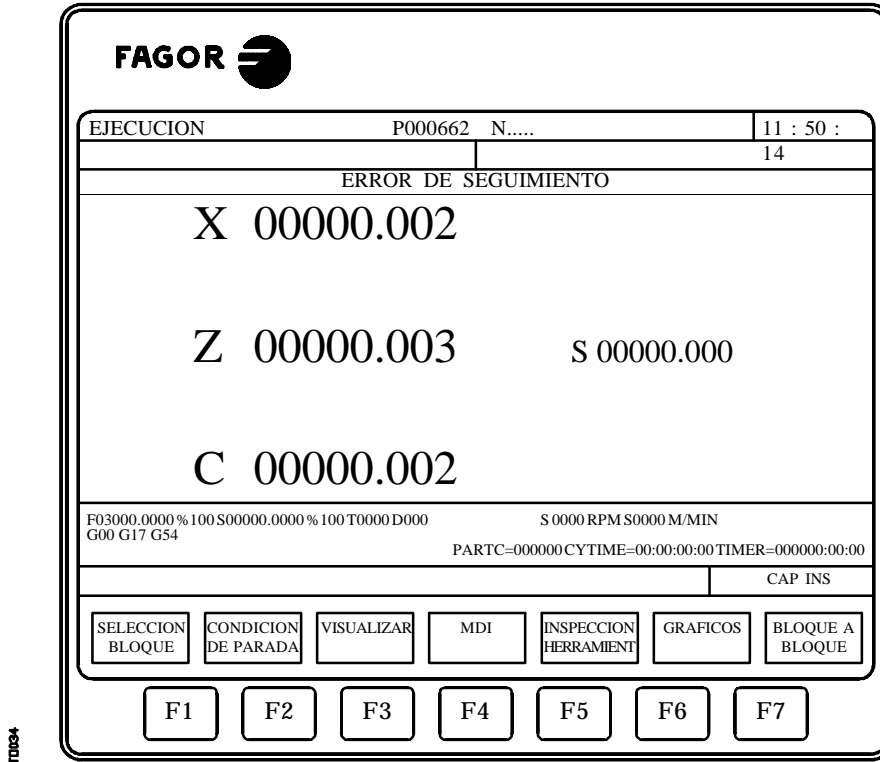 FAGOR
EJECUCION P000662 N..... 11 : 50 :
14
ERROR DE SEGUIMIENTO
X 00000.002
Z 00000.003 S 00000.000
C 00000.002
F03000.0000 % 100 S00000.0000 % 100 T0000 D000 S 0000 RPM S0000 M/MIN
G00 G17 G54
PARTC=000000 CYTIME=00:00:00:00 TIMER=000000:00:00
CAP INS
SELECCION BLOQUE
CONDICION DE PARADA
VISUALIZAR
MDI
INSPECCION HERRAMIENT
GRAFICOS
BLOQUE A BLOQUE
F1 F2 F3 F4 F5 F6 F7